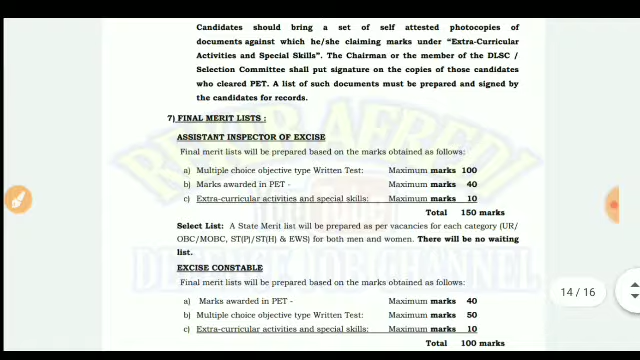 Candidates should bring a set of self attested photocopies of
documents against which he/she claiming marks under "Extra-Curricular
Activities and Special Skills". The Chairman or the member of the DLSC /
Selection Committee shall put signature on the copies of those candidates
who cleared PET. A list of such documents must be prepared and signed by
the candidates for records.
7) FINAL MERIT LISTS :
ASSISTANT INSPECTOR OF EXCISE
Final merit lists will be prepared based on the marks obtained as follows:
a) Multiple choice objective type Written Test: Maximum marks 100
b) Marks awarded in PET - Maximum marks 40
c) Extra-curricular activities and special skills: Maximum marks 10
Total 150 marks
Select List: A State Merit list will be prepared as per vacancies for each category (UR/
OBC/MOBC, ST(P)/ST(H) & EWS) for both men and women. There will be no waiting
list.
EXCISE CONSTABLE
Final merit lists will be prepared based on the marks obtained as follows:
a) Marks awarded in PET - Maximum marks 40
b) Multiple choice objective type Written Test: Maximum marks 50
c) Extra-curricular activities and special skills: Maximum marks 10
Total 100 marks
14 / 16
DEFENCE JOB CHANNEL